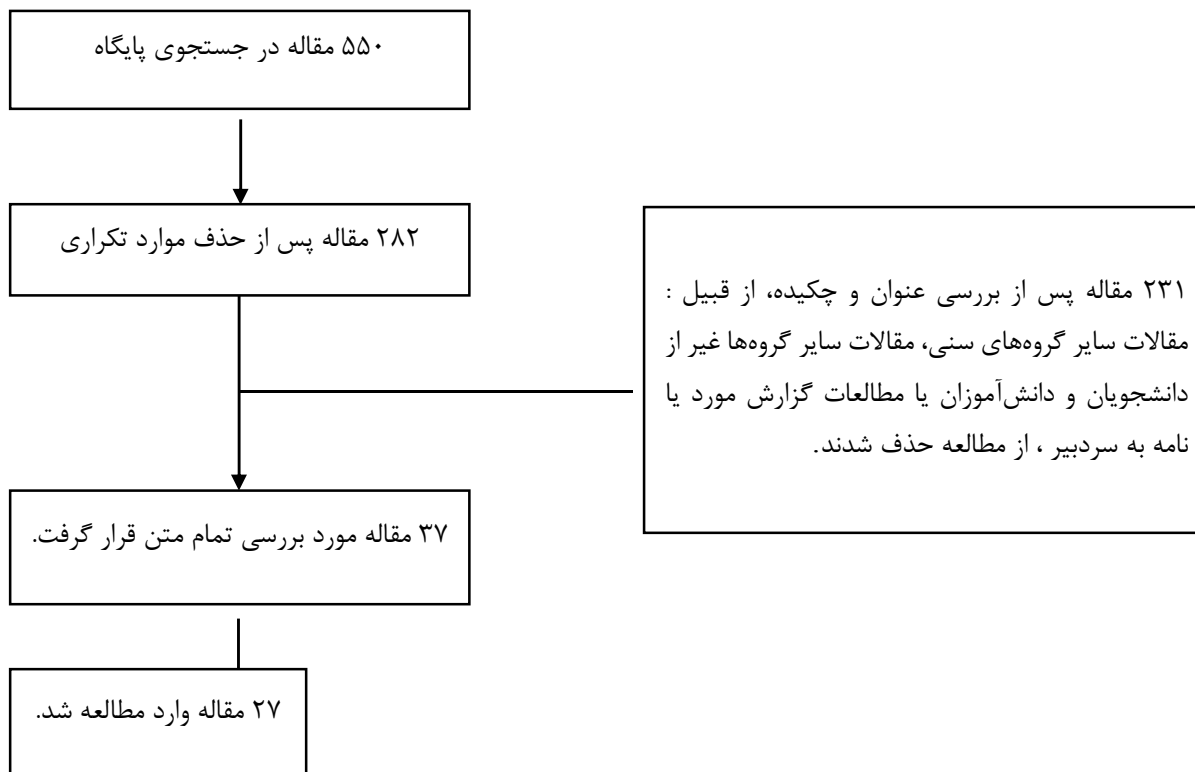 ۵۵۰ مقاله در جستجوی پایگاه
۲۸۲ مقاله پس از حذف موارد تکراری
۲۳۱ مقاله پس از بررسی عنوان و چکیده، از قبیل :
مقالات سایر گروه‌های سنی، مقالات سایر گروه‌ها غیر از
دانشجویان و دانش‌آموزان یا مطالعات گزارش مورد یا
نامه به سردبیر ، از مطالعه حذف شدند.
۳۷ مقاله مورد بررسی تمام متن قرار گرفت.
۲۷ مقاله وارد مطالعه شد.